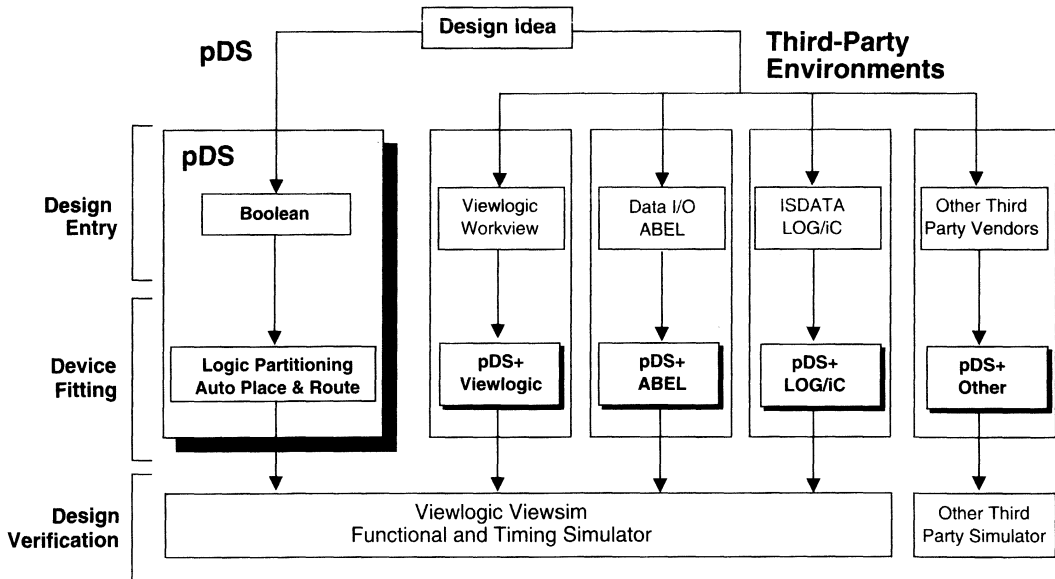 Design Idea
pDS
Third-Party
Environments
Design
Entry
pDS
Boolean
Viewlogic
Workview
Data I/O
ABEL
ISDATA
LOG/iC
Other Third
Party Vendors
Device
Fitting
Logic Partitioning
Auto Place & Route
pDS+
Viewlogic
pDS+
ABEL
pDS+
LOG/iC
pDS+
Other
Design
Verification
Viewlogic Viewsim
Functional and Timing Simulator
Other Third
Party Simulator